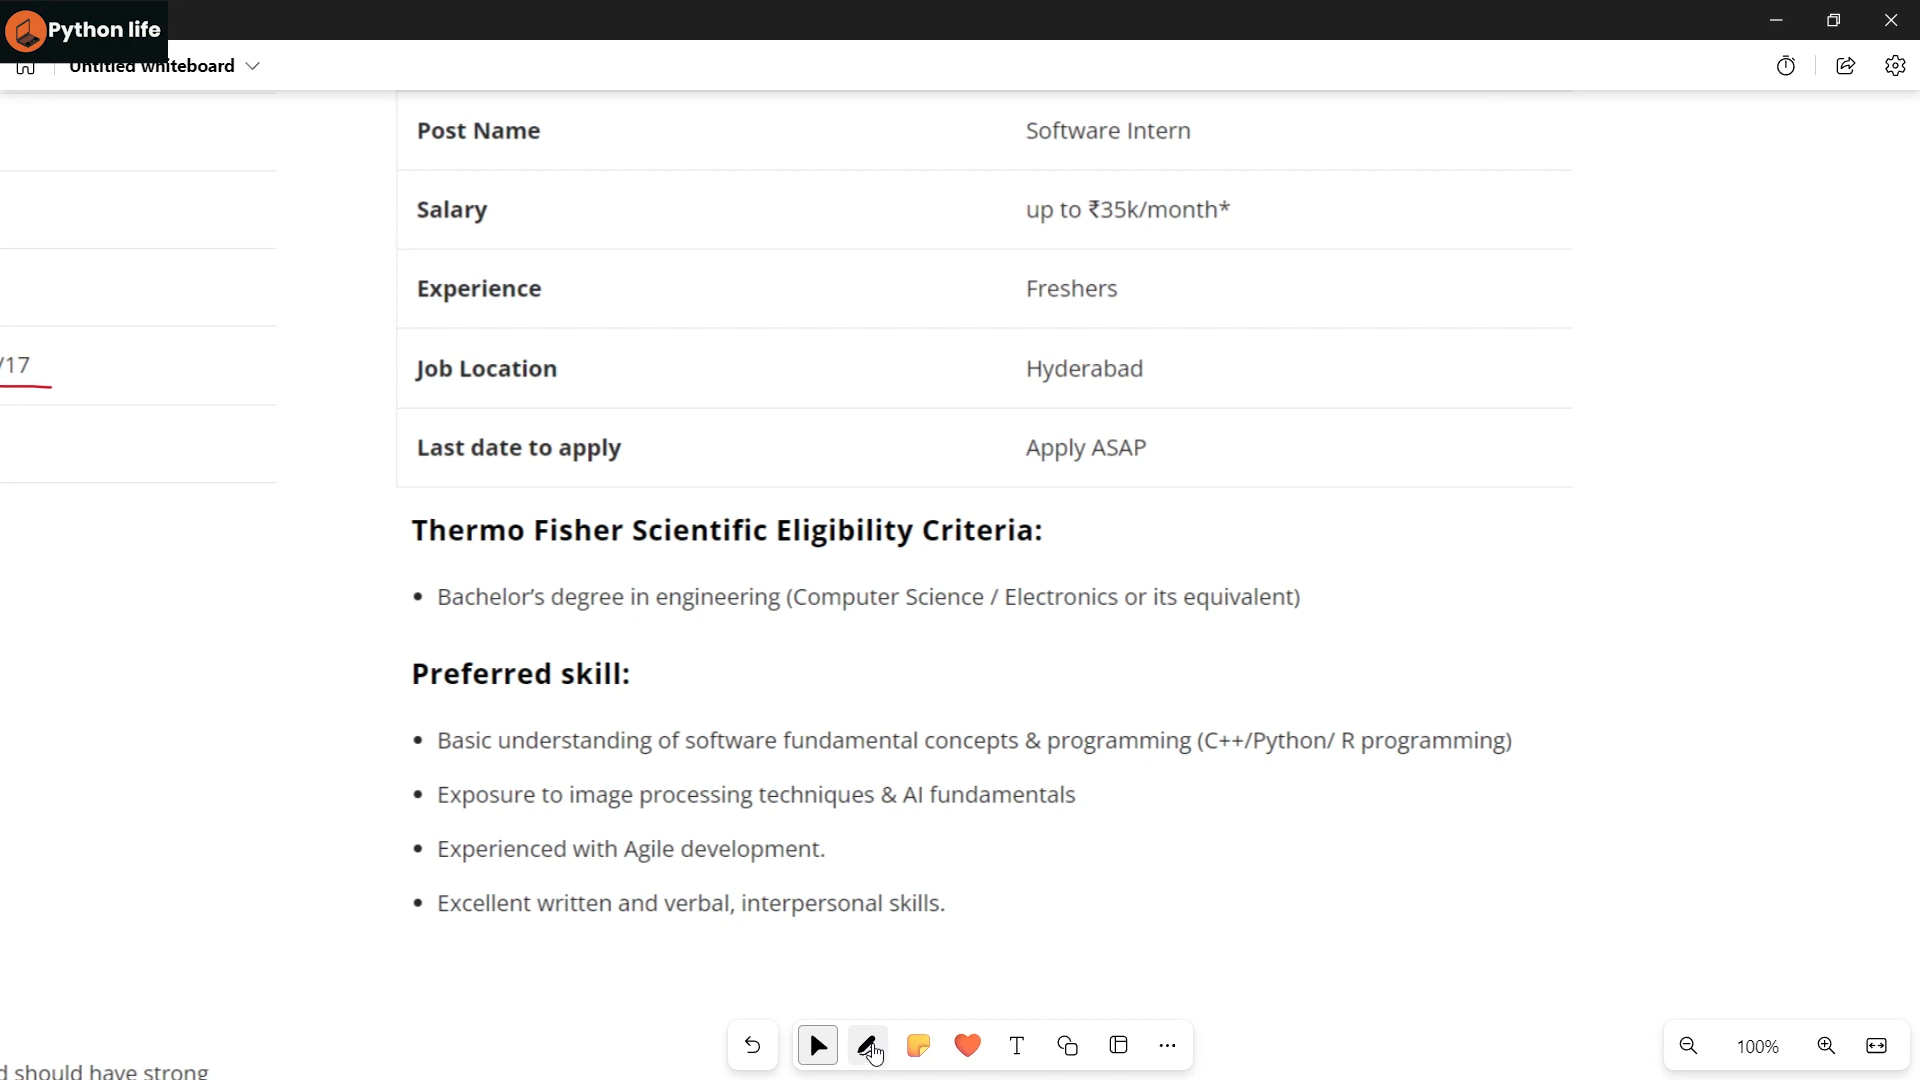 Python life
Untitled whiteboard
Post Name Software Intern
Salary up to ₹35k/month*
Experience Freshers
/17
Job Location Hyderabad
Last date to apply Apply ASAP
Thermo Fisher Scientific Eligibility Criteria:
• Bachelor's degree in engineering (Computer Science / Electronics or its equivalent)
Preferred skill:
• Basic understanding of software fundamental concepts & programming (C++/Python/ R programming)
• Exposure to image processing techniques & AI fundamentals
• Experienced with Agile development.
• Excellent written and verbal, interpersonal skills.
T
100%
d should have strong